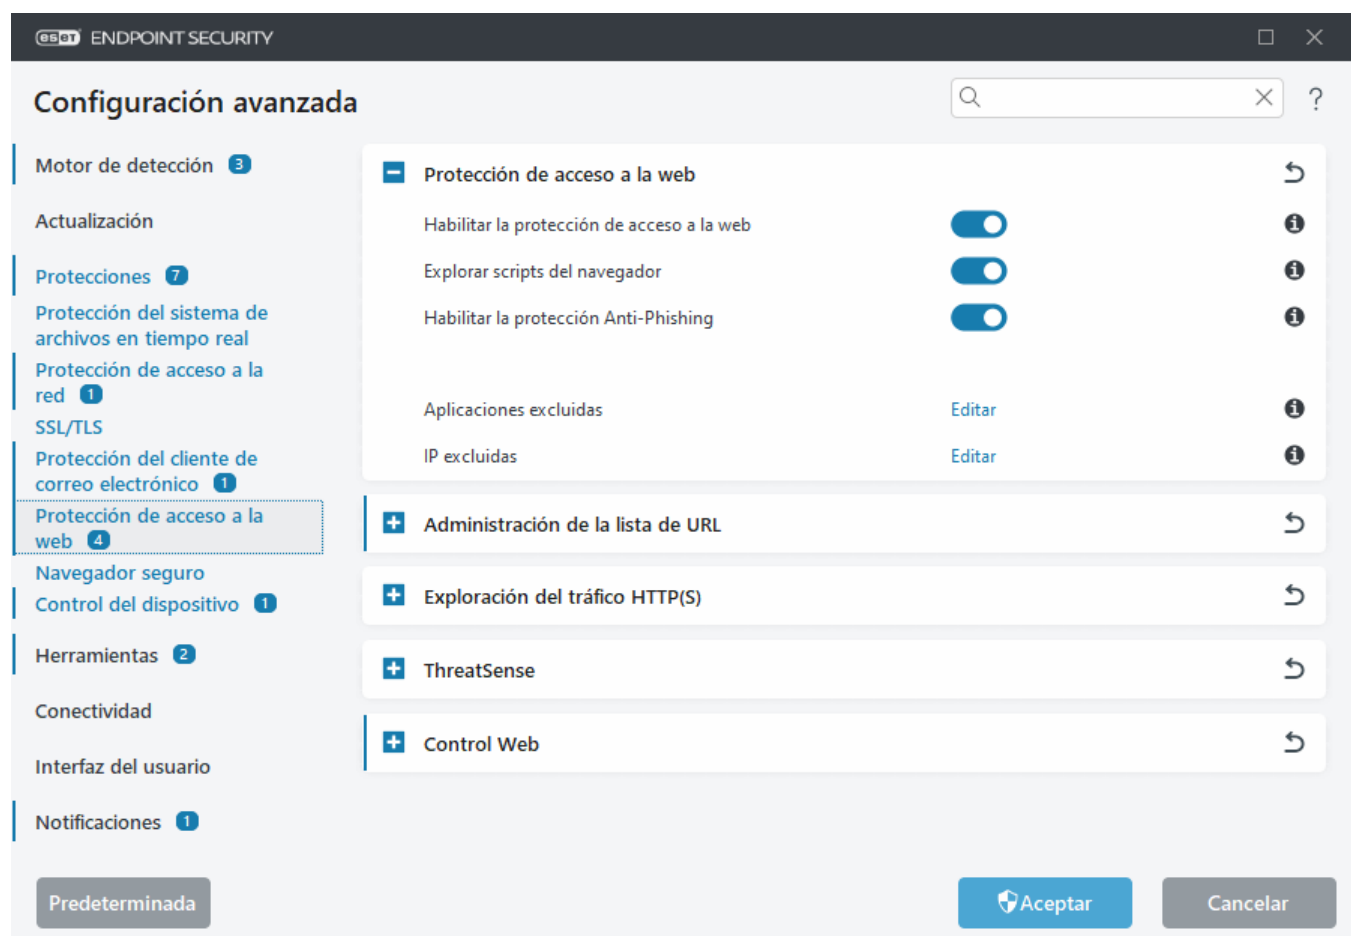 eset ENDPOINT SECURITY
Configuración avanzada
?
Motor de detección 3
Actualización
Protecciones 7
Protección del sistema de
archivos en tiempo real
Protección de acceso a la
red 1
SSL/TLS
Protección del cliente de
correo electrónico 1
Protección de acceso a la
web 4
Navegador seguro
Control del dispositivo 1
Herramientas 2
Conectividad
Interfaz del usuario
Notificaciones 1
Protección de acceso a la web
Habilitar la protección de acceso a la web
Explorar scripts del navegador
Habilitar la protección Anti-Phishing
Aplicaciones excluidas Editar
IP excluidas Editar
Administración de la lista de URL
Exploración del tráfico HTTP(S)
ThreatSense
Control Web
Predeterminada
Aceptar
Cancelar